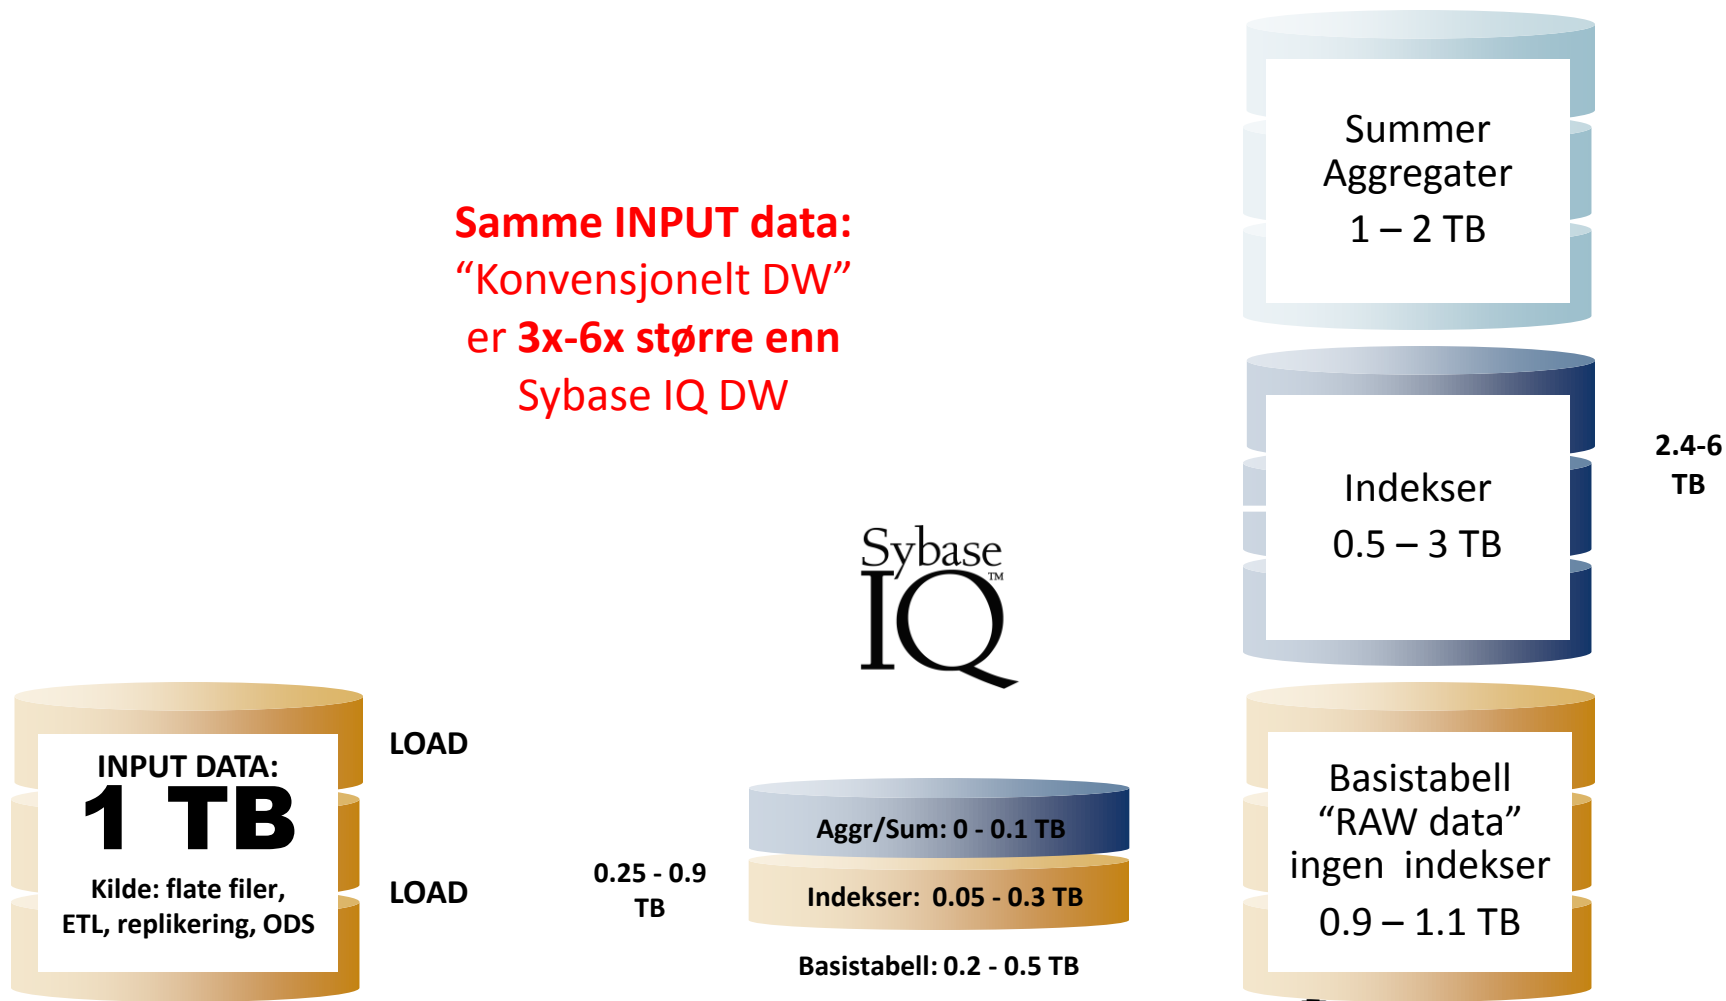 Samme INPUT data:
“Konvensjonelt DW”
er 3x-6x større enn
Sybase IQ DW
Summer
Aggregater
1 – 2 TB
Indekser
0.5 – 3 TB
2.4-6
TB
Sybase
IQ™
INPUT DATA:
1 TB
Kilde: flate filer,
ETL, replikering, ODS
LOAD
LOAD
0.25 - 0.9
TB
Aggr/Sum: 0 - 0.1 TB
Indekser: 0.05 - 0.3 TB
Basistabell: 0.2 - 0.5 TB
Basistabell
“RAW data”
ingen indekser
0.9 – 1.1 TB